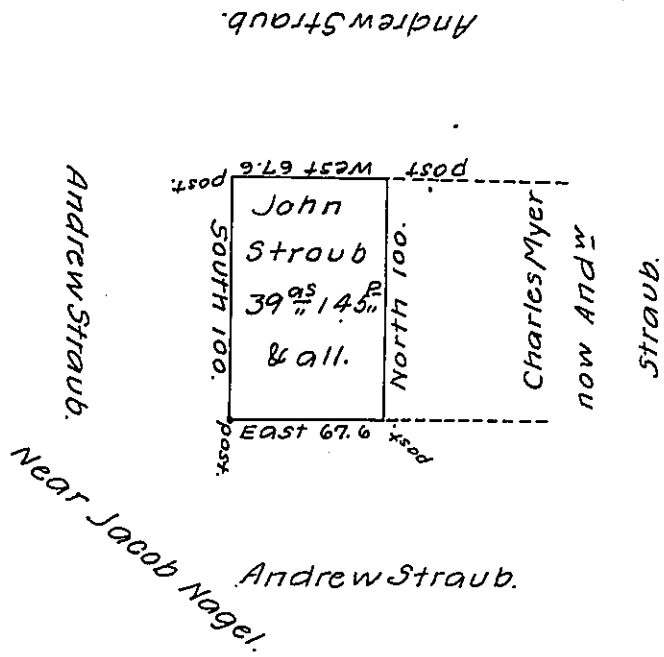 Andrew Straub.
post. West 67.6 post
Andrew Straub.
South 100.
John
Straub
39 as „ 145 p „
& all.
North 100.
Charles Myer
now Andw
Straub.
post. East 67.6 post.
Near Jacob Nagel.
Andrew Straub.